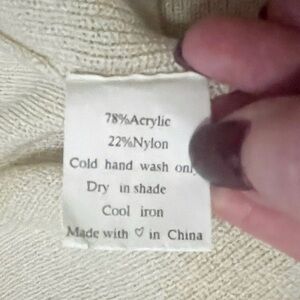 78%Acrylic
22%Nylon
Cold hand wash
Dry in shade
Cool iron
Made with ♡ in China